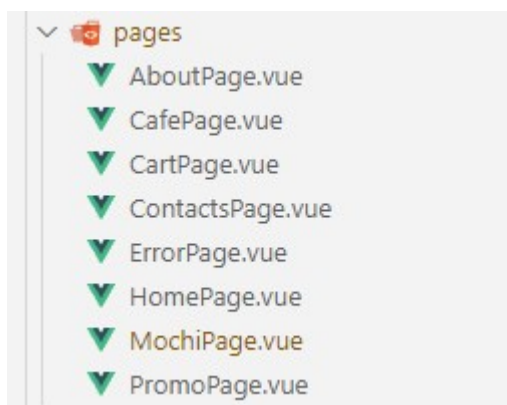 pages
AboutPage.vue
CafePage.vue
CartPage.vue
ContactsPage.vue
ErrorPage.vue
HomePage.vue
MochiPage.vue
PromoPage.vue